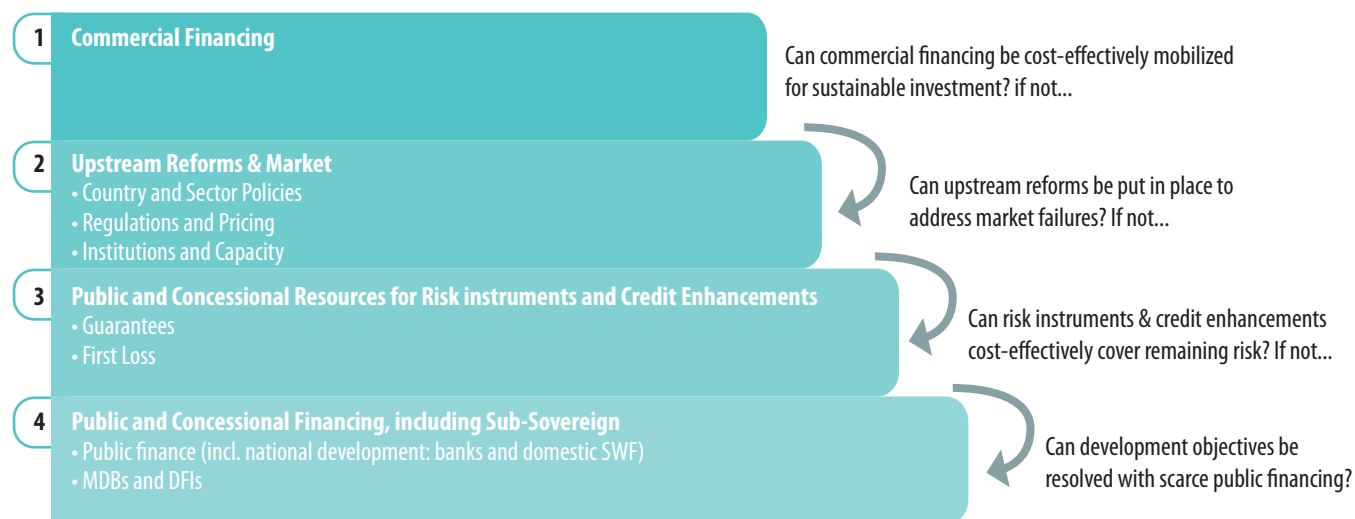 1 Commercial Financing
Can commercial financing be cost-effectively mobilized
for sustainable investment? if not...
2 Upstream Reforms & Market
• Country and Sector Policies
• Regulations and Pricing
• Institutions and Capacity
Can upstream reforms be put in place to
address market failures? If not...
3 Public and Concessional Resources for Risk instruments and Credit Enhancements
• Guarantees
• First Loss
Can risk instruments & credit enhancements
cost-effectively cover remaining risk? If not...
4 Public and Concessional Financing, including Sub-Sovereign
• Public finance (incl. national development: banks and domestic SWF)
• MDBs and DFIs
Can development objectives be
resolved with scarce public financing?